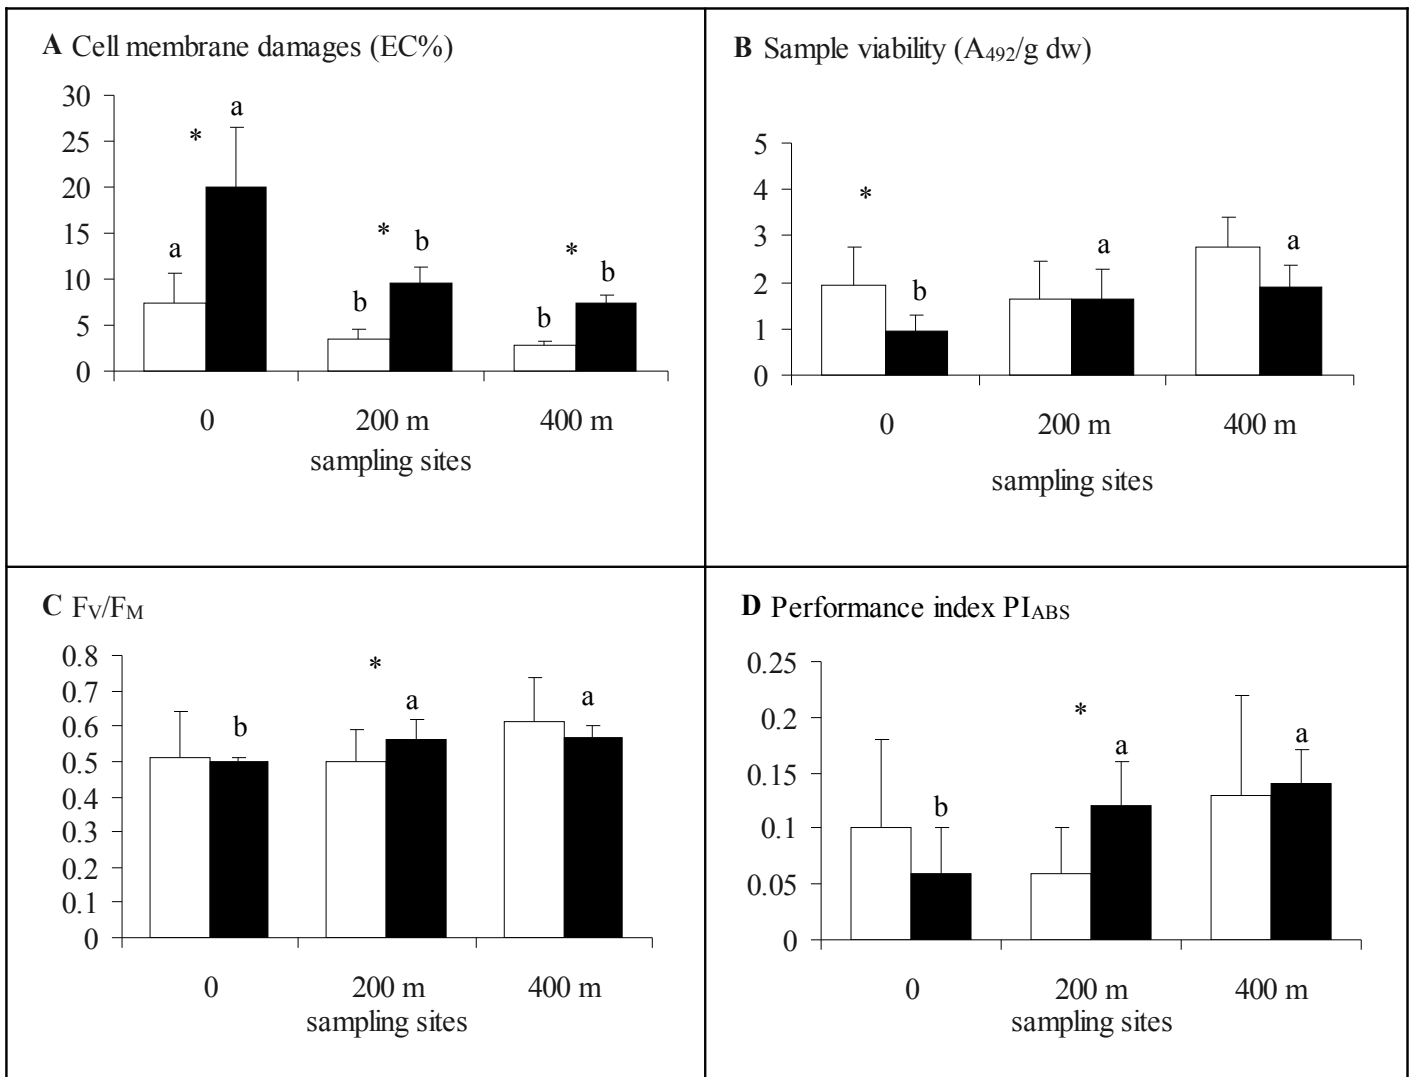 A Cell membrane damages (EC%)
30
25
20
15
10
5
0
a
*
a
b
*
b
b
*
b
0 200 m 400 m
sampling sites
B Sample viability (A492/g dw)
5
4
3
2
1
0
*
b
a
a
0 200 m 400 m
sampling sites
C FV/FM
0.8
0.7
0.6
0.5
0.4
0.3
0.2
0.1
0
b
*
a
a
0 200 m 400 m
sampling sites
D Performance index PIABS
0.25
0.2
0.15
0.1
0.05
0
b
*
a
a
0 200 m 400 m
sampling sites